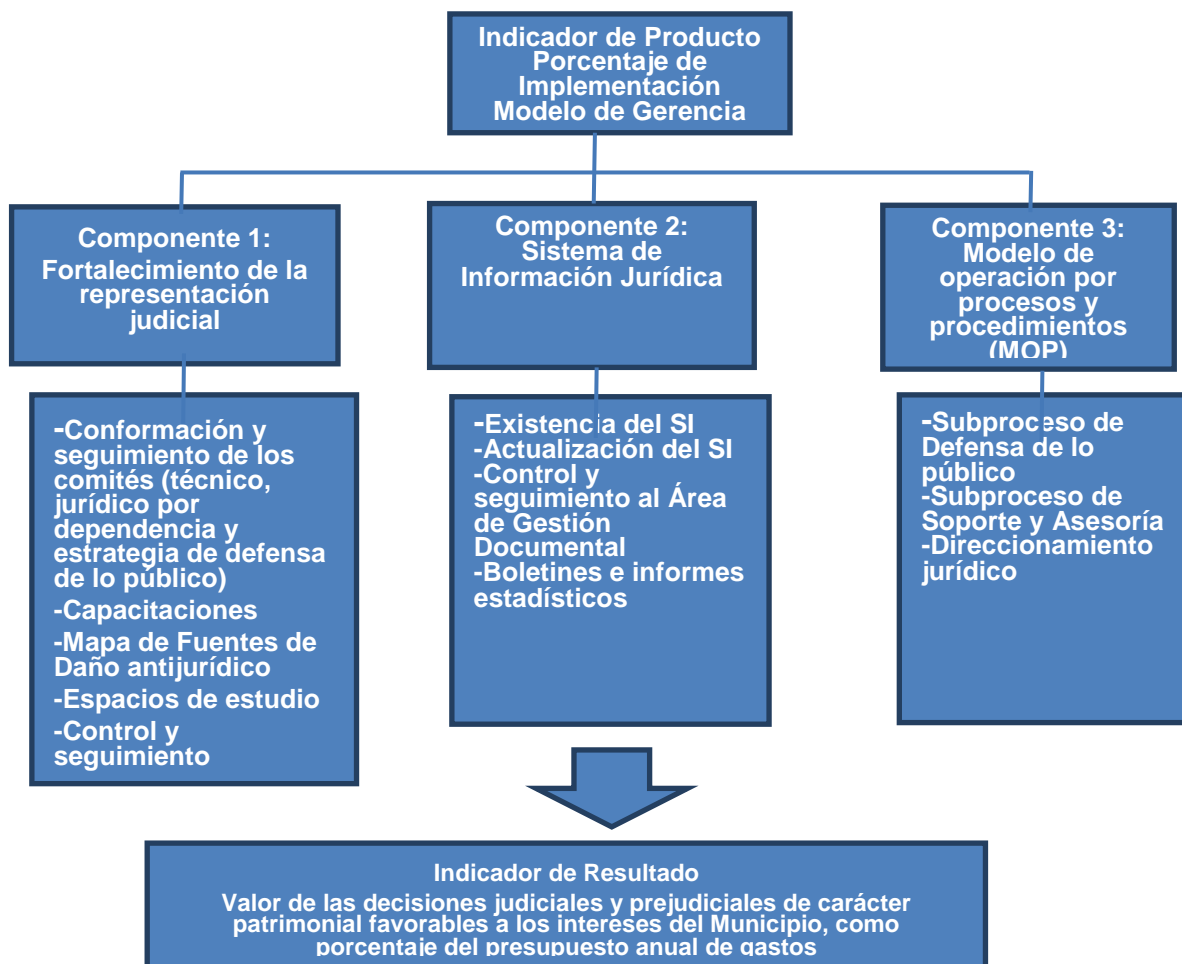 Indicador de Producto
Porcentaje de
Implementación
Modelo de Gerencia
Componente 1:
Fortalecimiento de la
representación
judicial
Componente 2:
Sistema de
Información Jurídica
Componente 3:
Modelo de
operación por
procesos y
procedimientos
(MOP)
-Conformación y
seguimiento de los
comités (técnico,
jurídico por
dependencia y
estrategia de defensa
de lo público)
-Capacitaciones
-Mapa de Fuentes de
Daño antijurídico
-Espacios de estudio
-Control y
seguimiento
-Existencia del SI
-Actualización del SI
-Control y
seguimiento al Área
de Gestión
Documental
-Boletines e informes
estadísticos
-Subproceso de
Defensa de lo
público
-Subproceso de
Soporte y Asesoría
-Direccionamiento
jurídico
Indicador de Resultado
Valor de las decisiones judiciales y prejudiciales de carácter
patrimonial favorables a los intereses del Municipio, como
porcentaje del presupuesto anual de gastos